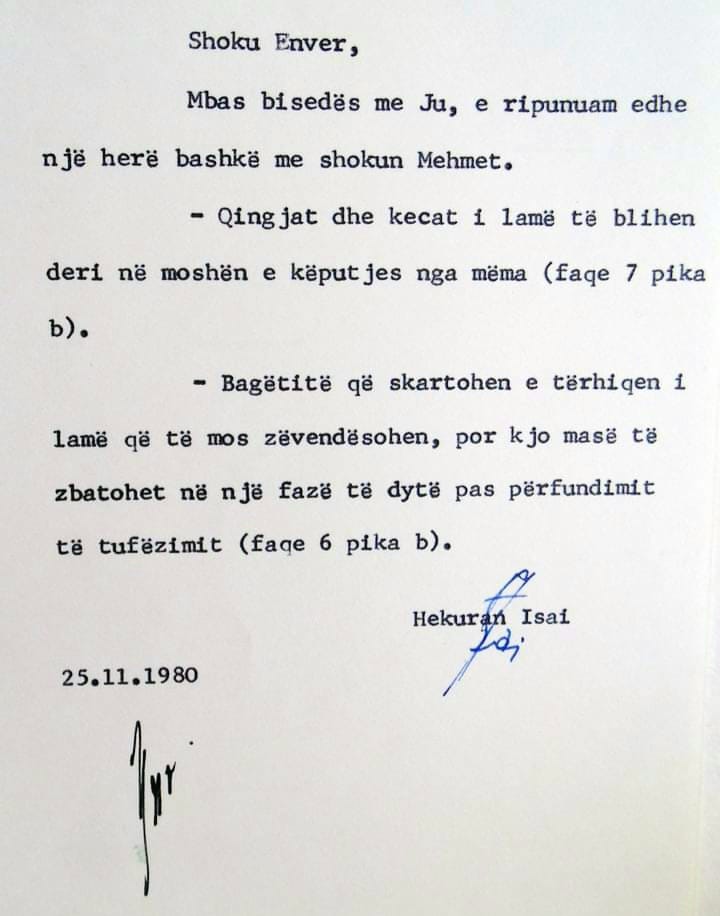 Shoku Enver,
Mbas bisedës me Ju, e ripunuam edhe
një herë bashkë me shokun Mehmet.
- Qingjat dhe kecat i lamë të blihen
deri në moshën e këputjes nga mëma (faqe 7 pika
b).
- Bagëtitë që skartohen e tërhiqen i
lamë që të mos zëvendësohen, por kjo masë të
zbatohet në një fazë të dytë pas përfundimit
të tufëzimit (faqe 6 pika b).
Hekuran Isai
25.11.1980